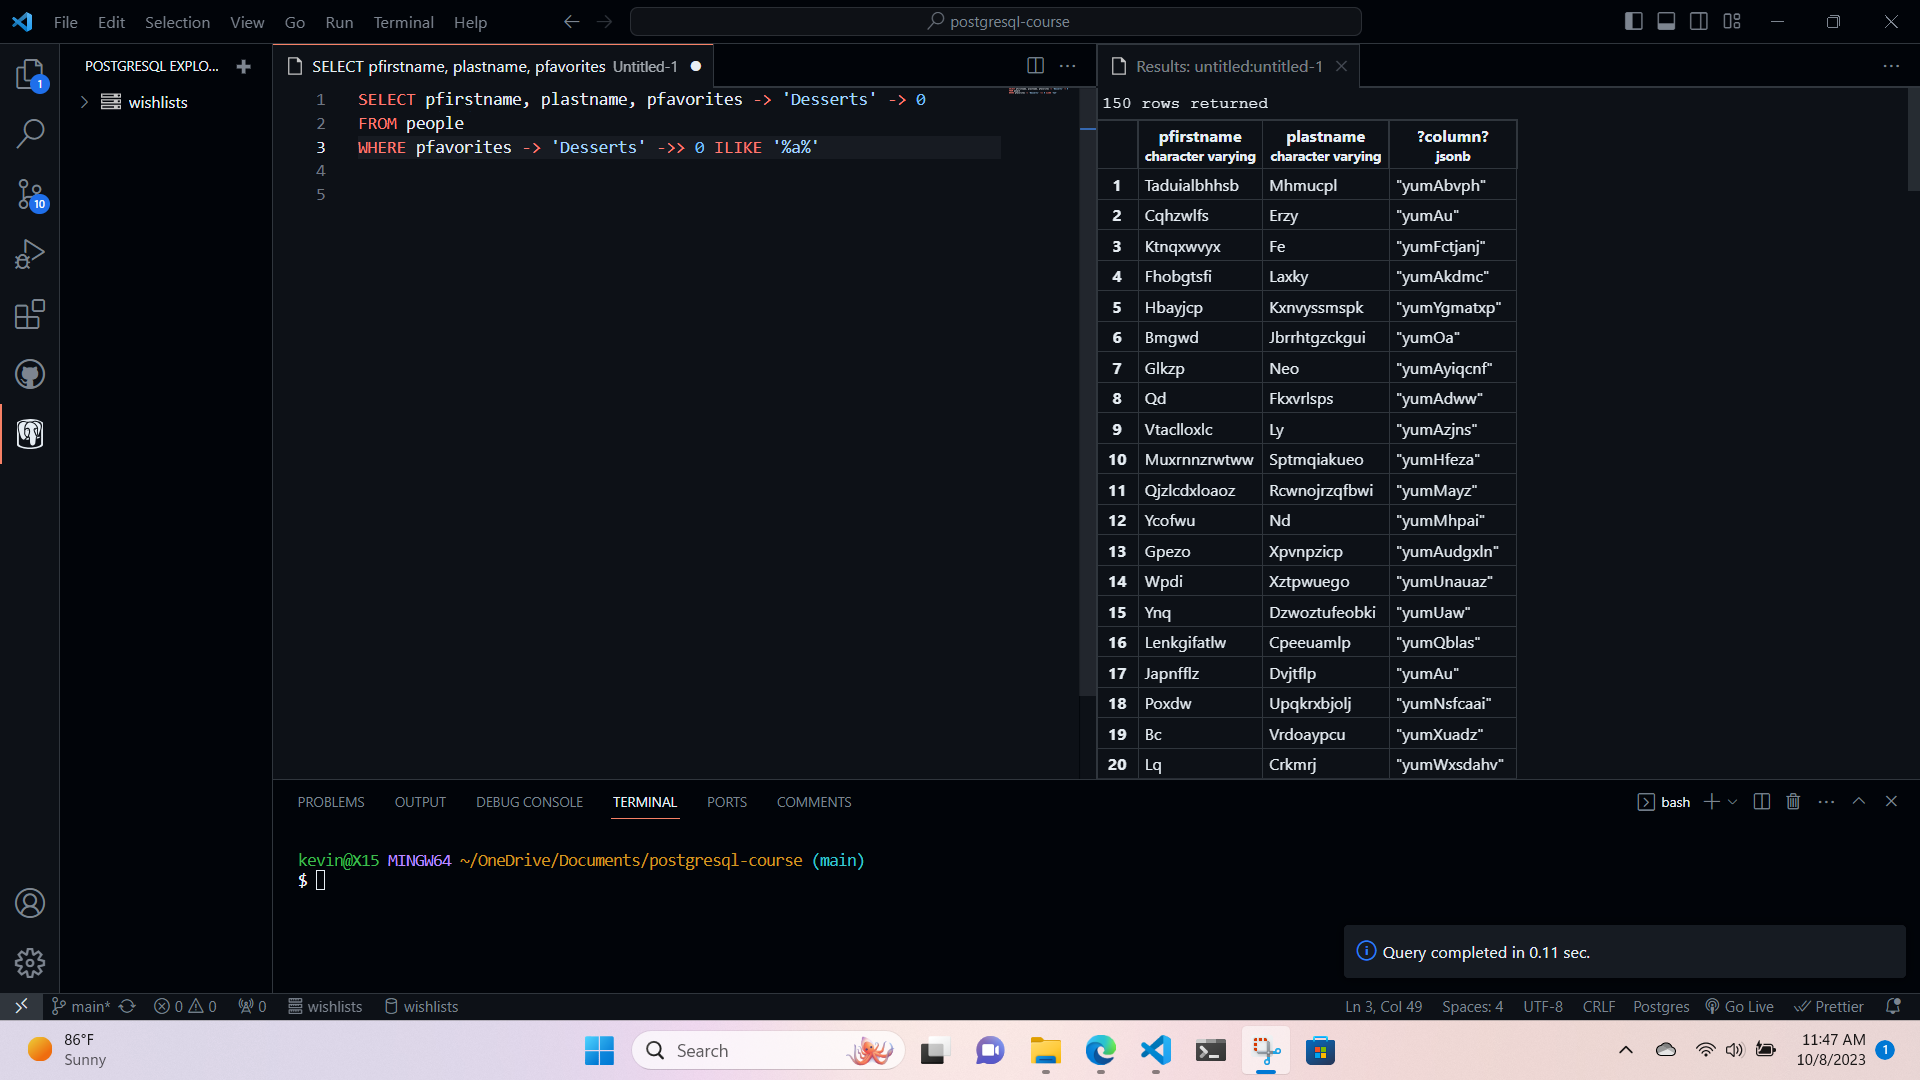 File Edit Selection View Go Run Terminal Help
postgresql-course
1
10
POSTGRESQL EXPLO...
wishlists
SELECT pfirstname, plastname, pfavorites Untitled-1
1 SELECT pfirstname, plastname, pfavorites -> 'Desserts' -> 0
2 FROM people
3 WHERE pfavorites -> 'Desserts' ->> 0 ILIKE '%a%'
4
5
Results: untitled:untitled-1
150 rows returned
pfirstname plastname ?column?
character varying character varying jsonb
1 Taduialbhhsb Mhmucpl "yumAbvph"
2 Cqhzwlfs Erzy "yumAu"
3 Ktnqxwvyx Fe "yumFctjanj"
4 Fhobgtsfi Laxky "yumAkdmc"
5 Hbayjcp Kxnvyssmspk "yumYgmatxp"
6 Bmgwd Jbrrhtgzckgui "yumOa"
7 Glkzp Neo "yumAyiqcnf"
8 Qd Fkxvrlsps "yumAdww"
9 Vtaclloxlc Ly "yumAzjns"
10 Muxrnnzrwtww Sptmqiakueo "yumHfeza"
11 Qjzlcdxloaoz Rcwnojrzqfbwi "yumMayz"
12 Ycofwu Nd "yumMhpai"
13 Gpezo Xpvnpzicp "yumAudgxln"
14 Wpdi Xztpwuego "yumUnauaz"
15 Ynq Dzwoztufeobki "yumUaw"
16 Lenkgifatlw Cpeeuamlp "yumQblas"
17 Japnfflz Dvjtflp "yumAu"
18 Poxdw Upqkrxbjolj "yumNsfcaai"
19 Bc Vrdoaypcu "yumXuadz"
20 Lq Crkmrj "yumWxsdahv"
PROBLEMS OUTPUT DEBUG CONSOLE TERMINAL PORTS COMMENTS
bash
kevin@X15 MINGW64 ~/OneDrive/Documents/postgresql-course (main)
$
Query completed in 0.11 sec.
main* 0 0 0 wishlists wishlists
Ln 3, Col 49 Spaces: 4 UTF-8 CRLF Postgres Go Live Prettier
86°F
Sunny
Search
11:47 AM
10/8/2023
1